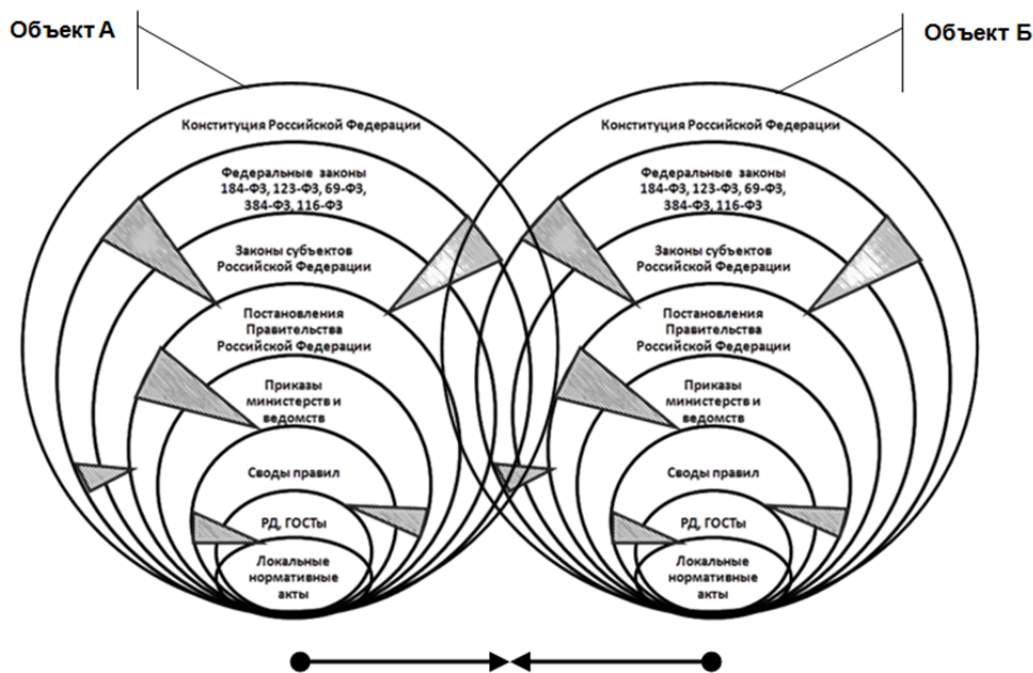 Объект А
Объект Б
Конституция Российской Федерации
Федеральные законы
184-ФЗ, 123-ФЗ, 69-ФЗ,
384-ФЗ, 116-ФЗ
Законы субъектов
Российской Федерации
Постановления
Правительства
Российской Федерации
Приказы
министерств и
ведомств
Своды правил
РД, ГОСТы
Локальные
нормативные
акты
Конституция Российской Федерации
Федеральные законы
184-ФЗ, 123-ФЗ, 69-ФЗ,
384-ФЗ, 116-ФЗ
Законы субъектов
Российской Федерации
Постановления
Правительства
Российской Федерации
Приказы
министерств и
ведомств
Своды правил
РД, ГОСТы
Локальные
нормативные
акты